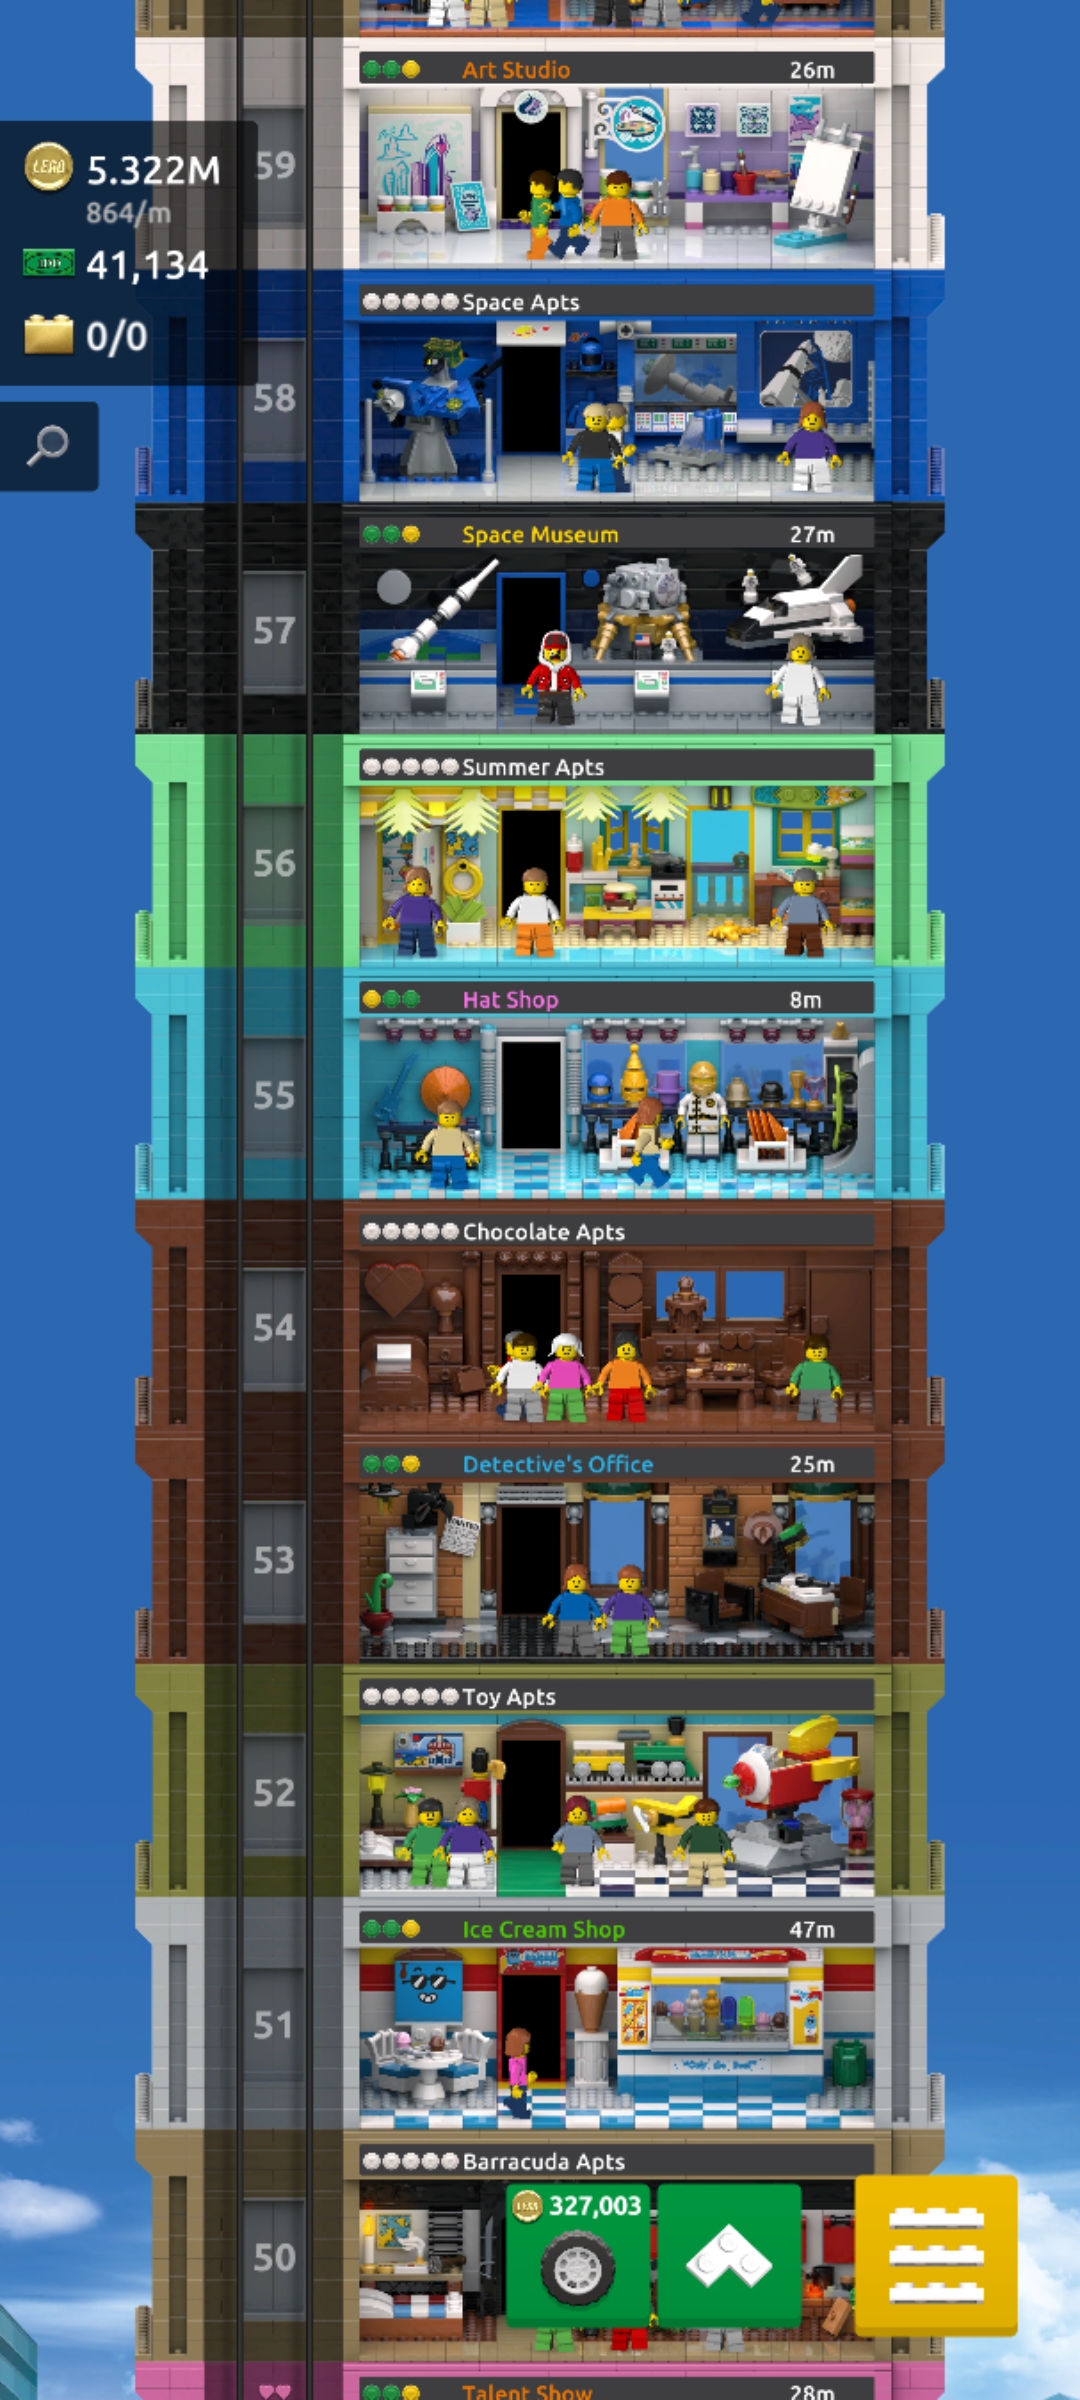 Art Studio 26m
59
LEGO 5.322M
864/m
41,134
0/0
Space Apts
58
Space Museum 27m
57
Summer Apts
56
Hat Shop 8m
55
Chocolate Apts
54
Detective's Office 25m
53
Toy Apts
52
Ice Cream Shop 47m
51
Barracuda Apts
327,003
50
Talent Show 28m